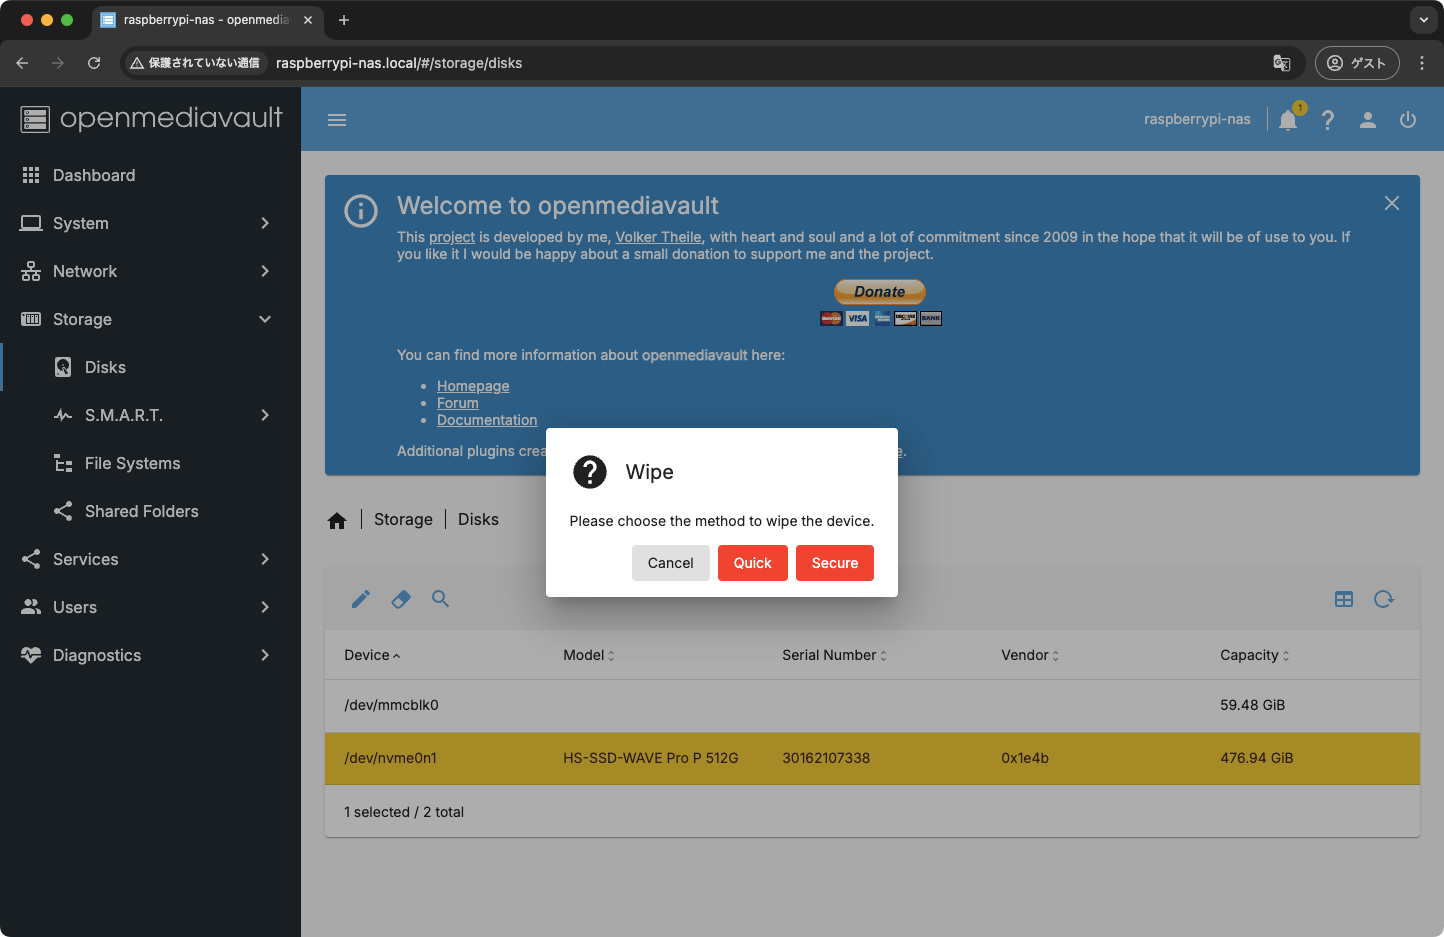 raspberrypi-nas - openmedia
保護されていない通信
raspberrypi-nas.local/#/storage/disks
ゲスト
openmediavault
raspberrypi-nas
1
Dashboard
System
Network
Storage
Disks
S.M.A.R.T.
File Systems
Shared Folders
Services
Users
Diagnostics
Welcome to openmediavault
This project is developed by me, Volker Theile, with heart and soul and a lot of commitment since 2009 in the hope that it will be of use to you. If
you like it I would be happy about a small donation to support me and the project.
Donate
VISA
DISCOVER
BANK
You can find more information about openmediavault here:
Homepage
Forum
Documentation
Additional plugins crea
e.
Wipe
Please choose the method to wipe the device.
Cancel
Quick
Secure
Storage
Disks
Device
Model
Serial Number
Vendor
Capacity
/dev/mmcblk0
59.48 GiB
/dev/nvme0n1
HS-SSD-WAVE Pro P 512G
30162107338
0x1e4b
476.94 GiB
1 selected / 2 total